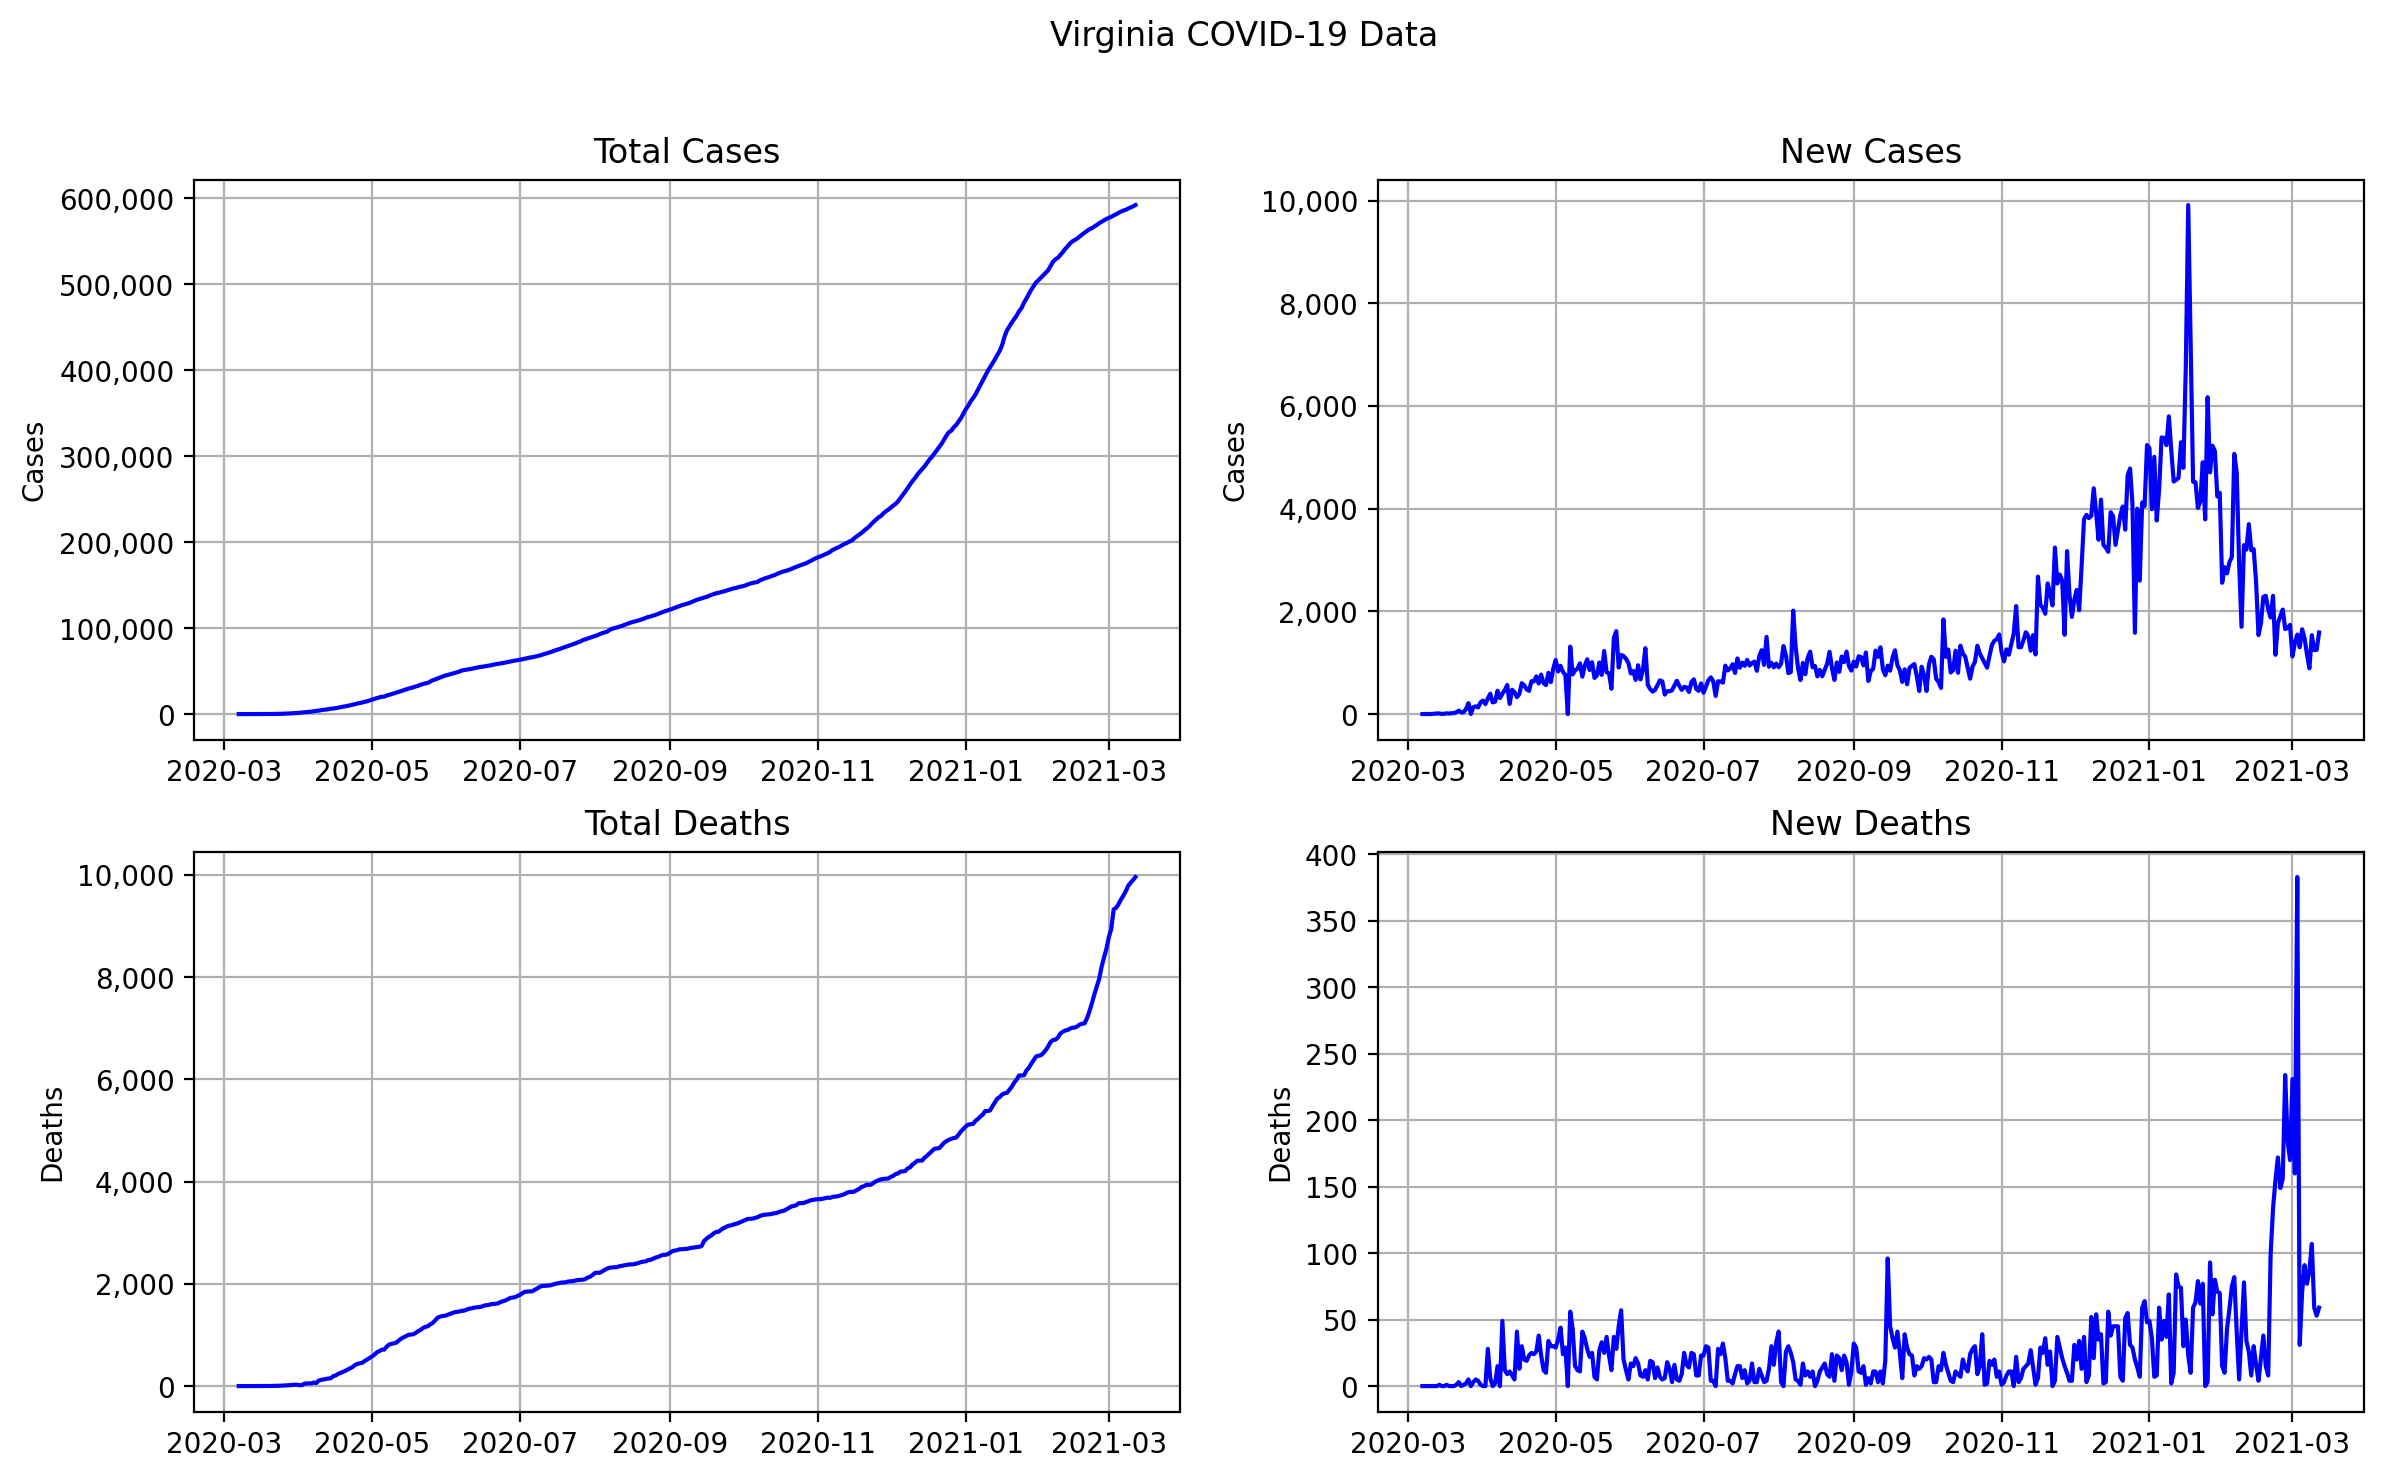 Virginia COVID-19 Data
Total Cases
Cases
600,000
500,000
400,000
300,000
200,000
100,000
0
2020-03 2020-05 2020-07 2020-09 2020-11 2021-01 2021-03
New Cases
Cases
10,000
8,000
6,000
4,000
2,000
0
2020-03 2020-05 2020-07 2020-09 2020-11 2021-01 2021-03
Total Deaths
Deaths
10,000
8,000
6,000
4,000
2,000
0
2020-03 2020-05 2020-07 2020-09 2020-11 2021-01 2021-03
New Deaths
Deaths
400
350
300
250
200
150
100
50
0
2020-03 2020-05 2020-07 2020-09 2020-11 2021-01 2021-03